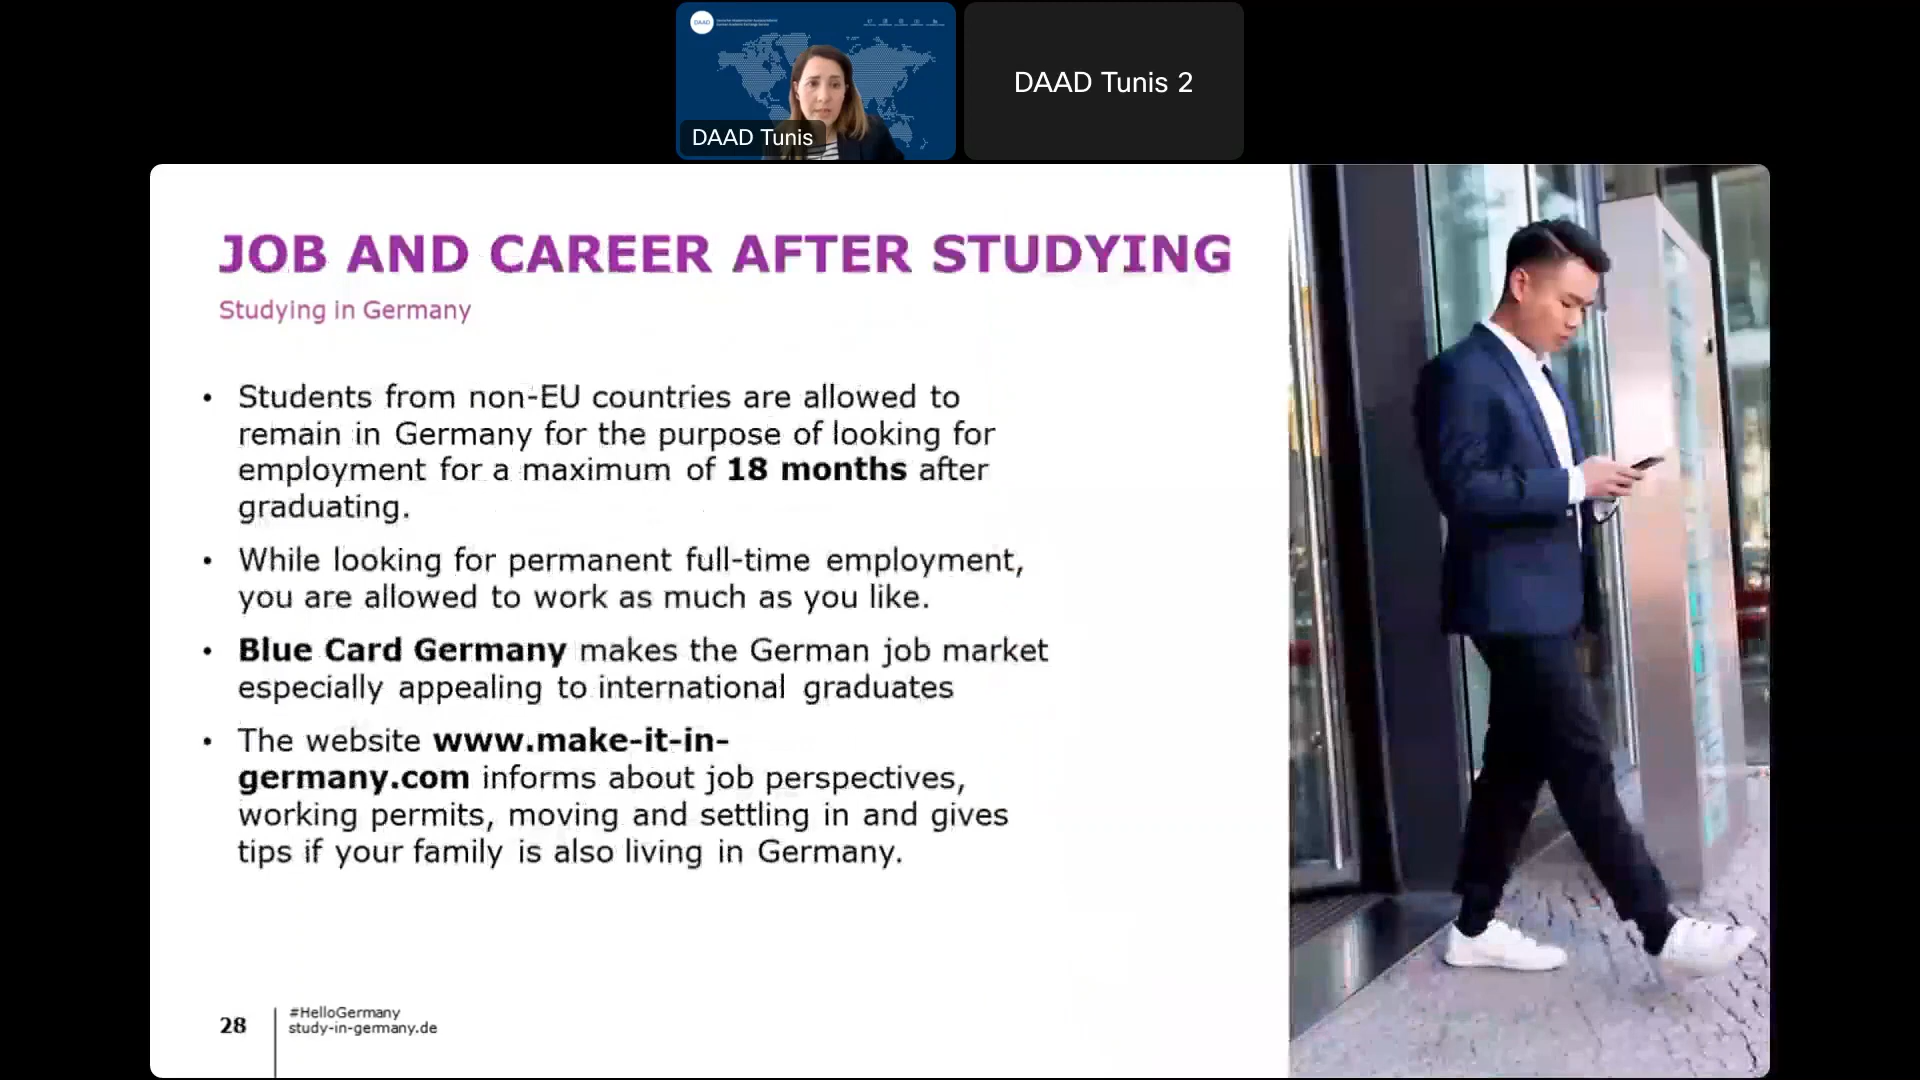 DAAD
DAAD Tunis
DAAD Tunis 2
JOB AND CAREER AFTER STUDYING
Studying in Germany
• Students from non-EU countries are allowed to
remain in Germany for the purpose of looking for
employment for a maximum of 18 months after
graduating.
• While looking for permanent full-time employment,
you are allowed to work as much as you like.
• Blue Card Germany makes the German job market
especially appealing to international graduates
• The website www.make-it-in-
germany.com informs about job perspectives,
working permits, moving and settling in and gives
tips if your family is also living in Germany.
28
#HelloGermany
study-in-germany.de